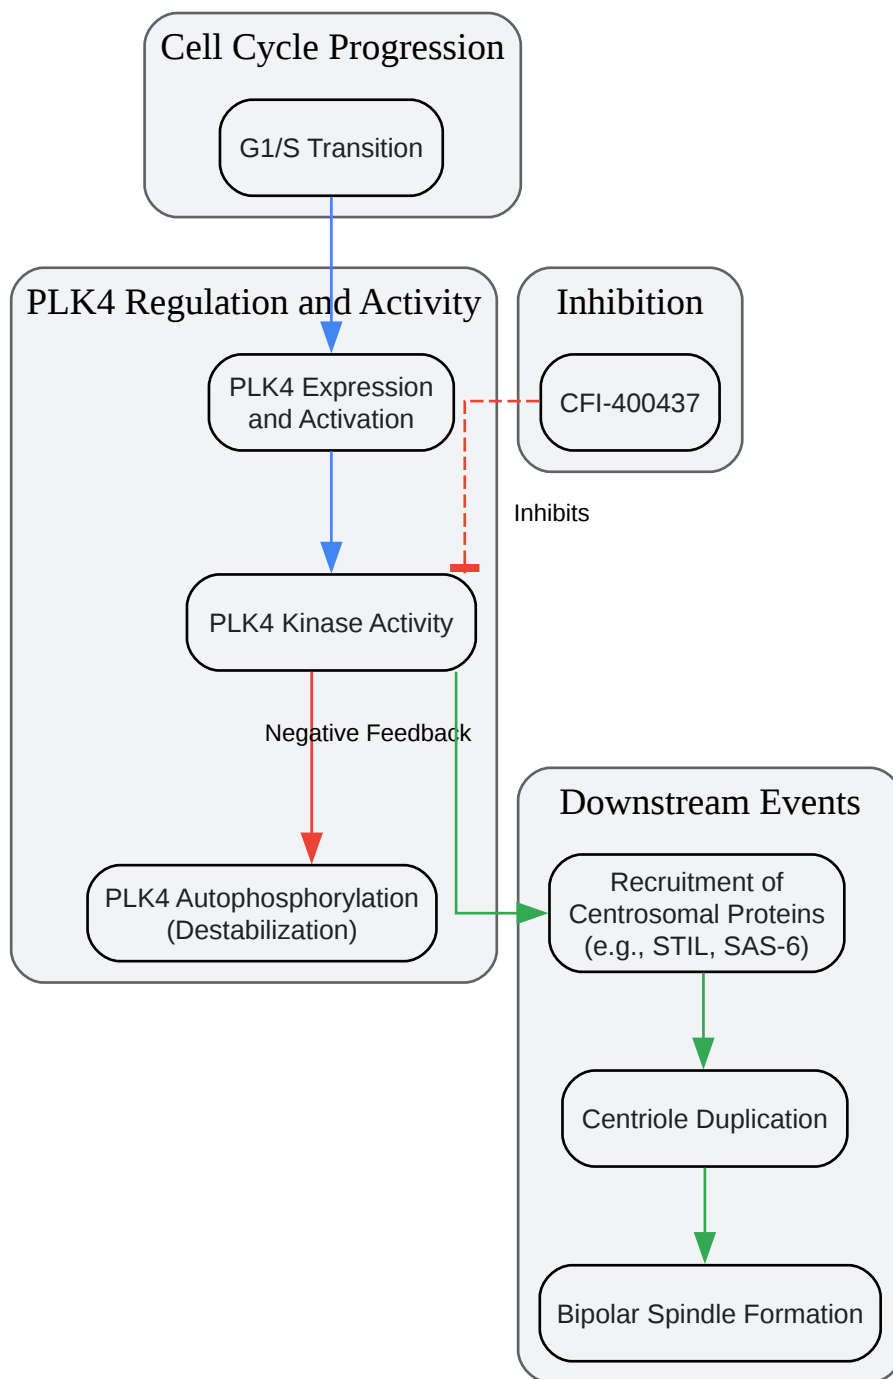 Cell Cycle Progression
G1/S Transition
PLK4 Regulation and Activity
Inhibition
PLK4 Expression
and Activation
CFI-400437
Inhibits
PLK4 Kinase Activity
Negative Feedback
Downstream Events
PLK4 Autophosphorylation
(Destabilization)
Recruitment of
Centrosomal Proteins
(e.g., STIL, SAS-6)
Centriole Duplication
Bipolar Spindle Formation